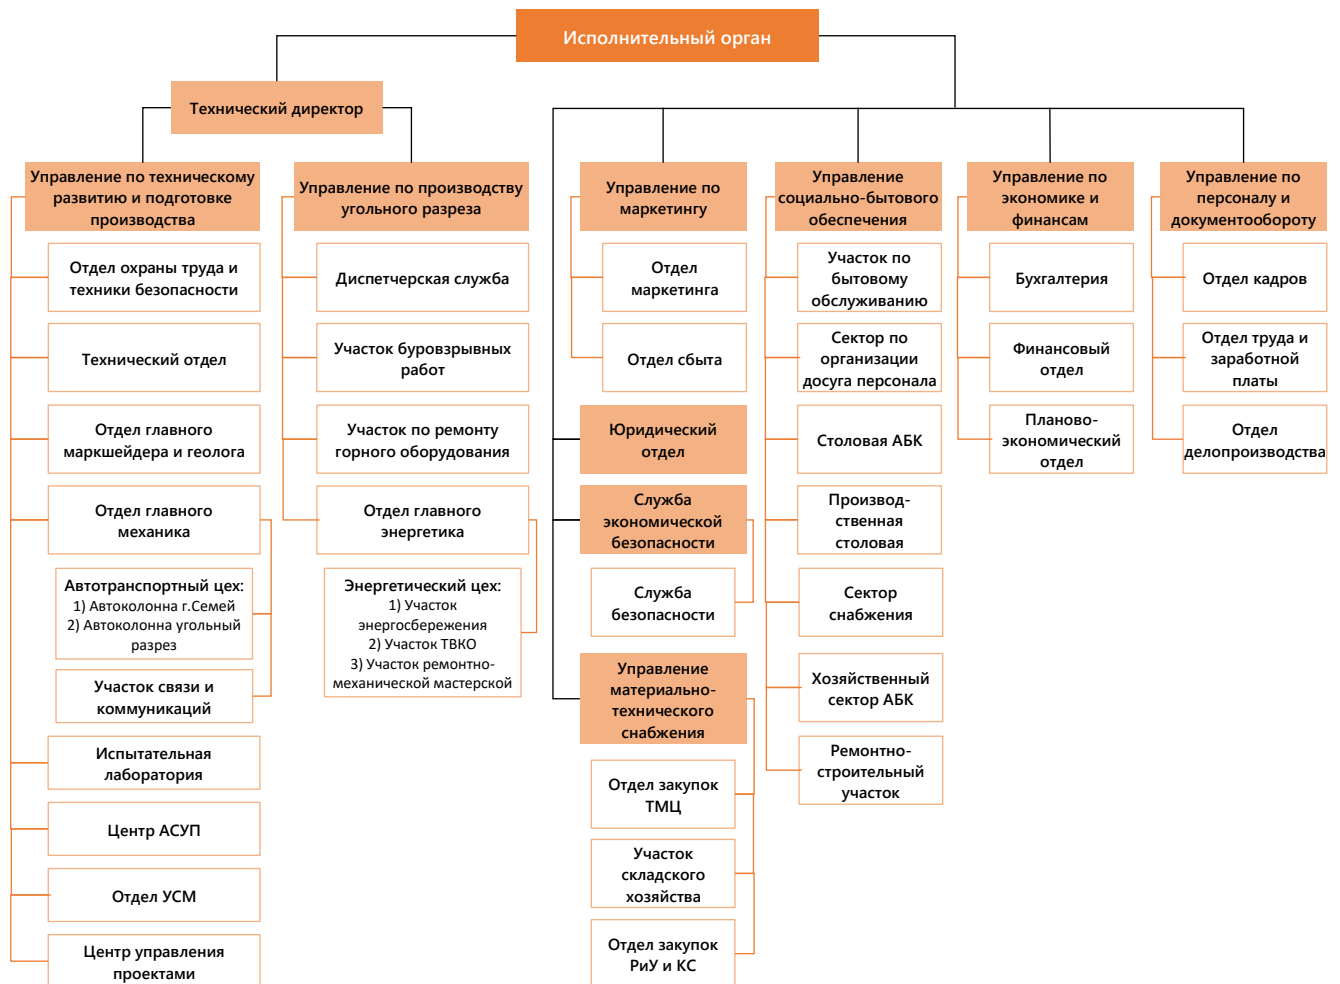 Исполнительный орган
Технический директор
Управление по техническому
развитию и подготовке
производства
Отдел охраны труда и
техники безопасности
Технический отдел
Отдел главного
маркшейдера и геолога
Отдел главного
механика
Автотранспортный цех:
1) Автоколонна г.Семей
2) Автоколонна угольный
разрез
Участок связи и
коммуникаций
Испытательная
лаборатория
Центр АСУП
Отдел УСМ
Центр управления
проектами
Управление по производству
угольного разреза
Диспетчерская служба
Участок буровзрывных
работ
Участок по ремонту
горного оборудования
Отдел главного
энергетика
Энергетический цех:
1) Участок
энергосбережения
2) Участок ТВКО
3) Участок ремонтно-
механической мастерской
Управление по
маркетингу
Отдел
маркетинга
Отдел сбыта
Юридический
отдел
Служба
экономической
безопасности
Служба
безопасности
Управление
материально-
технического
снабжения
Отдел закупок
ТМЦ
Участок
складского
хозяйства
Отдел закупок
РиУ и КС
Управление
социально-бытового
обеспечения
Участок по
бытовому
обслуживанию
Сектор по
организации
досуга персонала
Столовая АБК
Производ-
ственная
столовая
Сектор
снабжения
Хозяйственный
сектор АБК
Ремонтно-
строительный
участок
Управление по
экономике и
финансам
Бухгалтерия
Финансовый
отдел
Планово-
экономический
отдел
Управление по
персоналу и
документообороту
Отдел кадров
Отдел труда и
заработной
платы
Отдел
делопроизводства